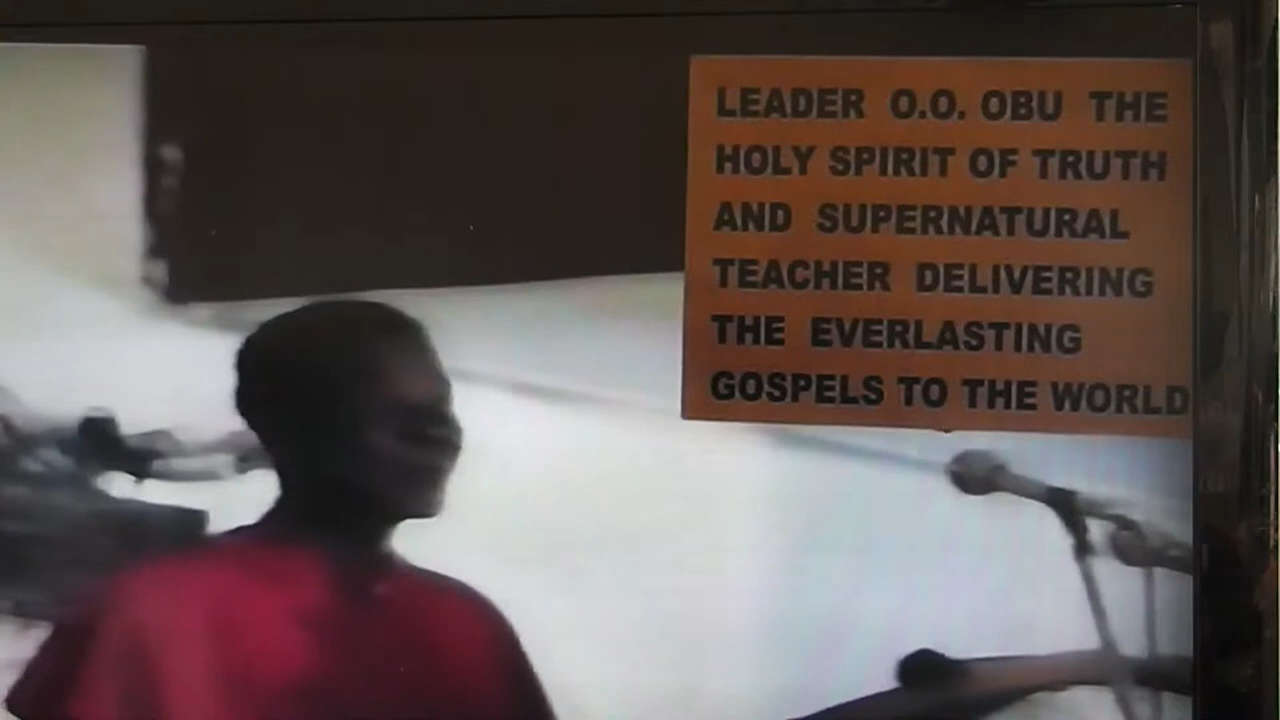 LEADER O.O. OBU THE
HOLY SPIRIT OF TRUTH
AND SUPERNATURAL
TEACHER DELIVERING
THE EVERLASTING
GOSPELS TO THE WORLD